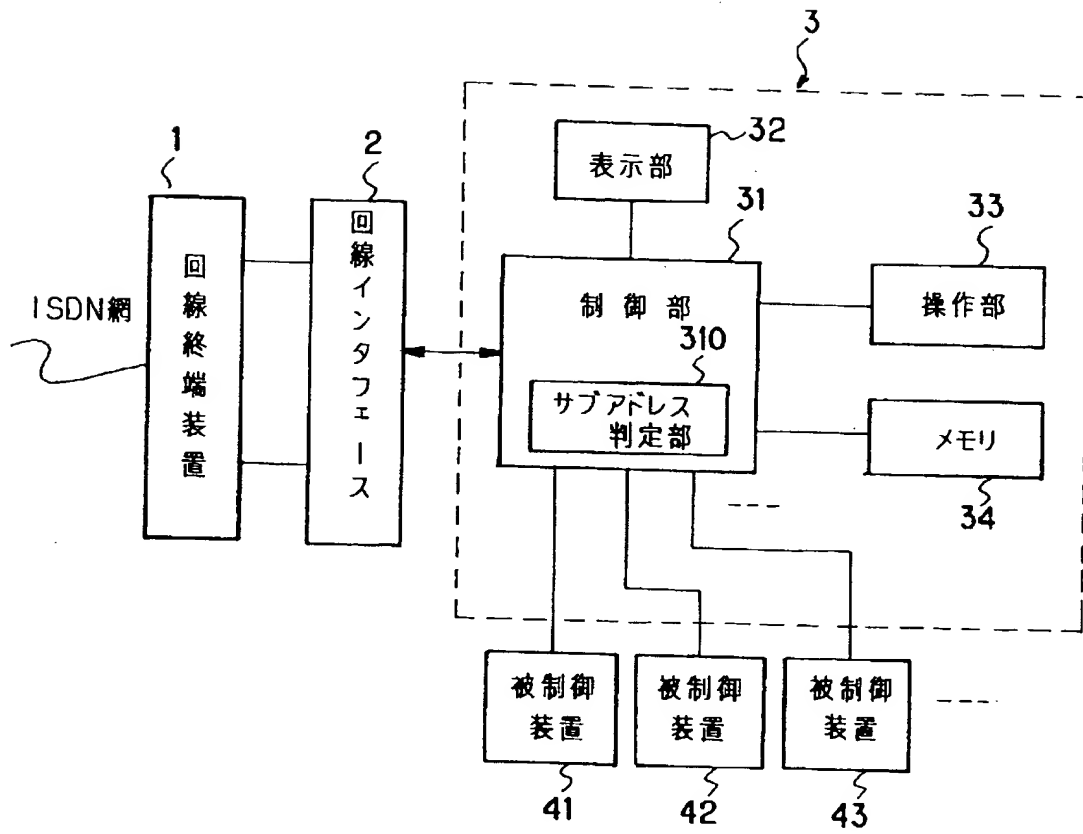 3
1
2
32
表示部
31
33
回線終端装置
回線インタフェース
制御部
操作部
ISDN網
310
サブアドレス
判定部
メモリ
34
被制御
装置
被制御
装置
被制御
装置
41
42
43